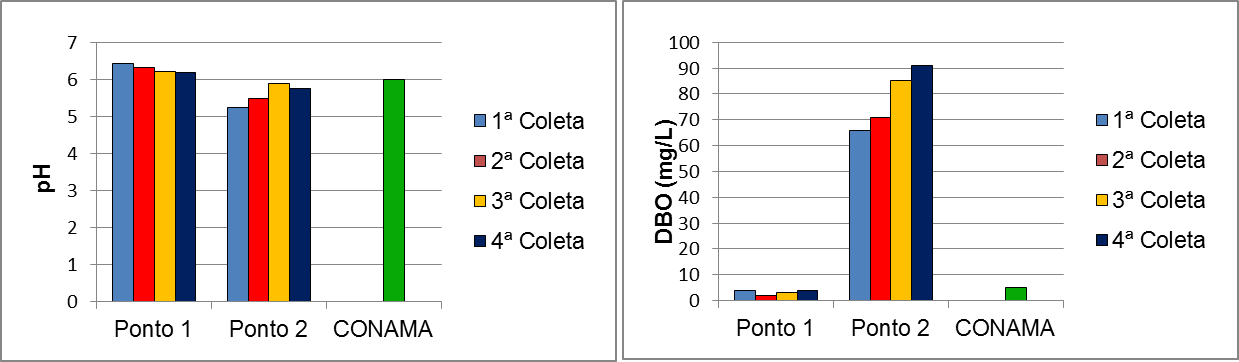 pH
7
6
5
4
3
2
1
0
Ponto 1 Ponto 2 CONAMA
1ª Coleta
2ª Coleta
3ª Coleta
4ª Coleta
DBO (mg/L)
100
90
80
70
60
50
40
30
20
10
0
Ponto 1 Ponto 2 CONAMA
1ª Coleta
2ª Coleta
3ª Coleta
4ª Coleta